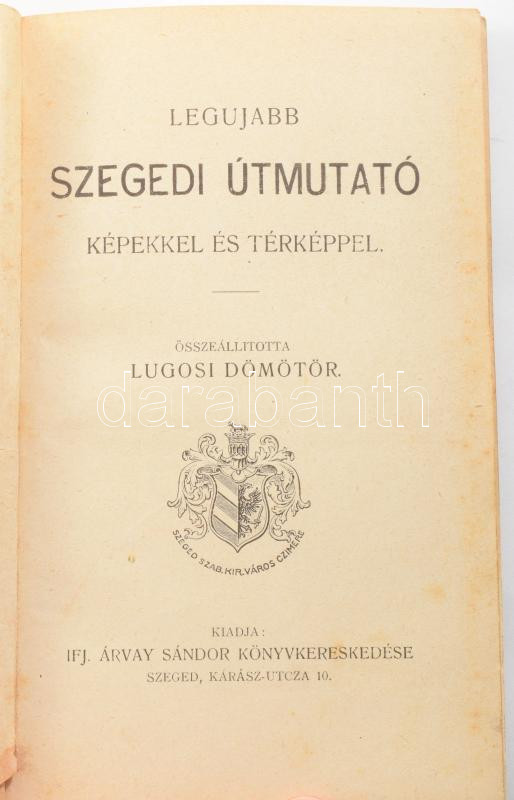 LEGUJABB
SZEGEDI ÚTMUTATÓ
KÉPEKKEL ÉS TÉRKÉPPEL.
ÖSSZEÁLLITOTTA
LUGOSI DÖMÖTÖR.
darabanth
SZEGED SZAB. KIR. VÁROS CZIMERE
KIADJA:
IFJ. ÁRVAY SÁNDOR KÖNYVKERESKEDÉSE
SZEGED, KÁRÁSZ-UTCZA 10.